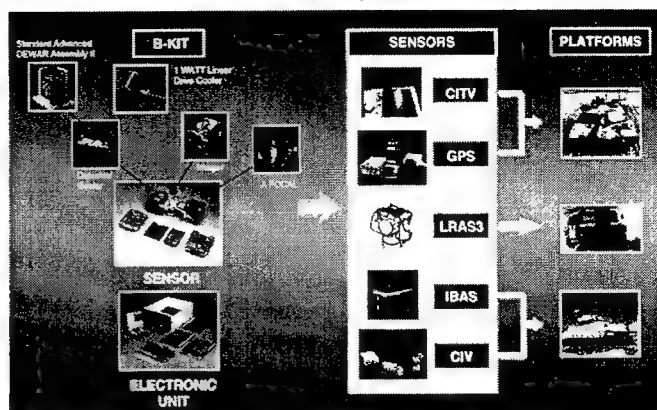 B-KIT
Standard Advanced
DEWAR Assembly II
1 WATT Linear
Drive Cooler
A FOCAL
SENSOR
ELECTRONIC
UNIT
SENSORS
CITV
GPS
LRAS3
IBAS
CIV
PLATFORMS